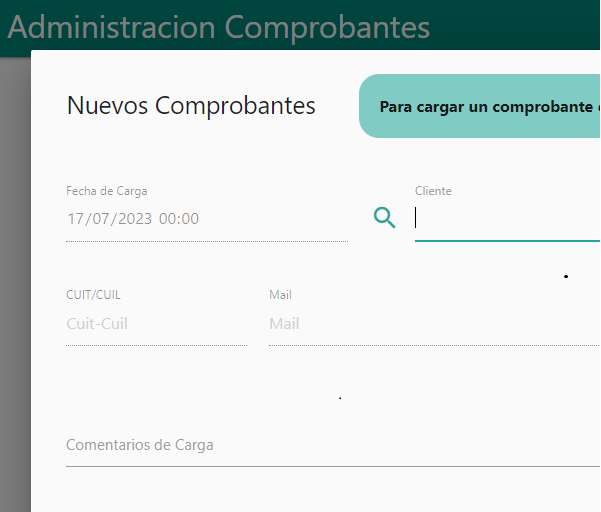 Administracion Comprobantes
Nuevos Comprobantes
Para cargar un comprobante
Fecha de Carga
Cliente
17/07/2023 00:00
CUIT/CUIL
Mail
Cuit-Cuil
Mail
Comentarios de Carga